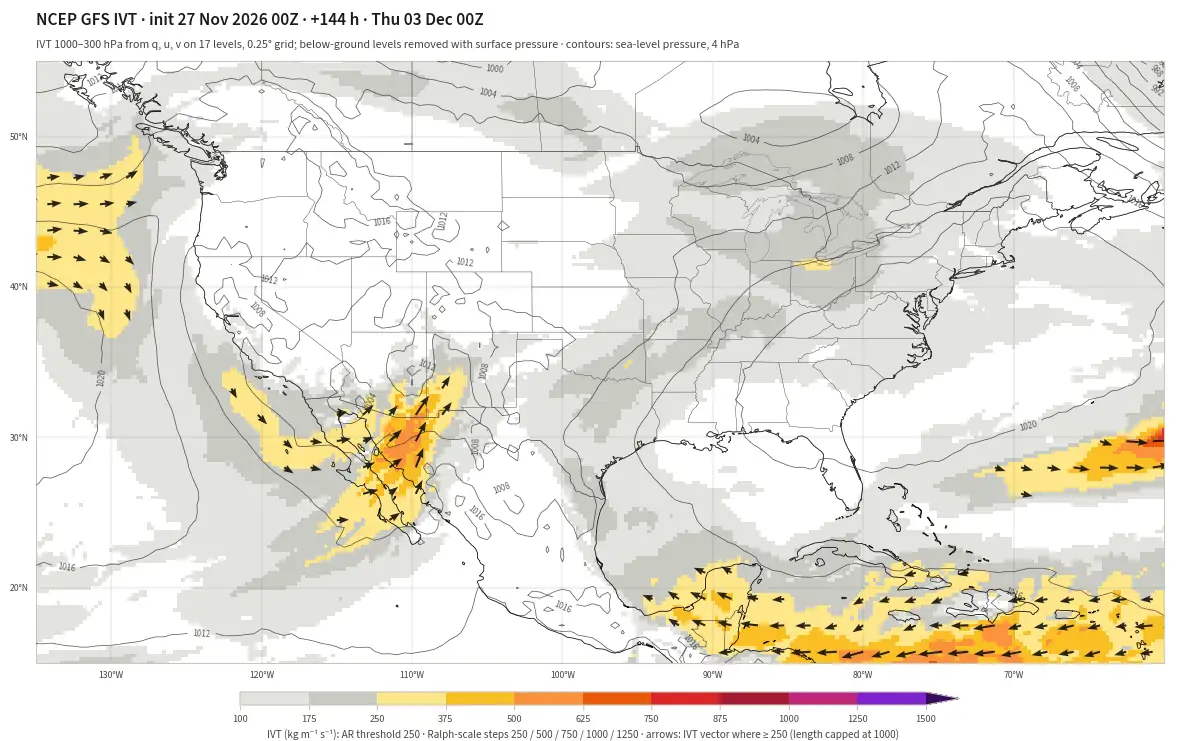 NCEP GFS IVT · init 27 Nov 2026 00Z · +144 h · Thu 03 Dec 00Z
IVT 1000–300 hPa from q, u, v on 17 levels, 0.25° grid; below-ground levels removed with surface pressure · contours: sea-level pressure, 4 hPa
1000
1004
1008
1004
1008
1012
50°N
1016
1012
1012
1012
1008
40°N
1020
1012
1008
1004
1020
30°N
1008
1008
1016
1016
20°N
1016
1012
1016
130°W
120°W
110°W
100°W
90°W
80°W
70°W
100
175
250
375
500
625
750
875
1000
1250
1500
IVT (kg m⁻¹ s⁻¹): AR threshold 250 · Ralph-scale steps 250 / 500 / 750 / 1000 / 1250 · arrows: IVT vector where ≥ 250 (length capped at 1000)